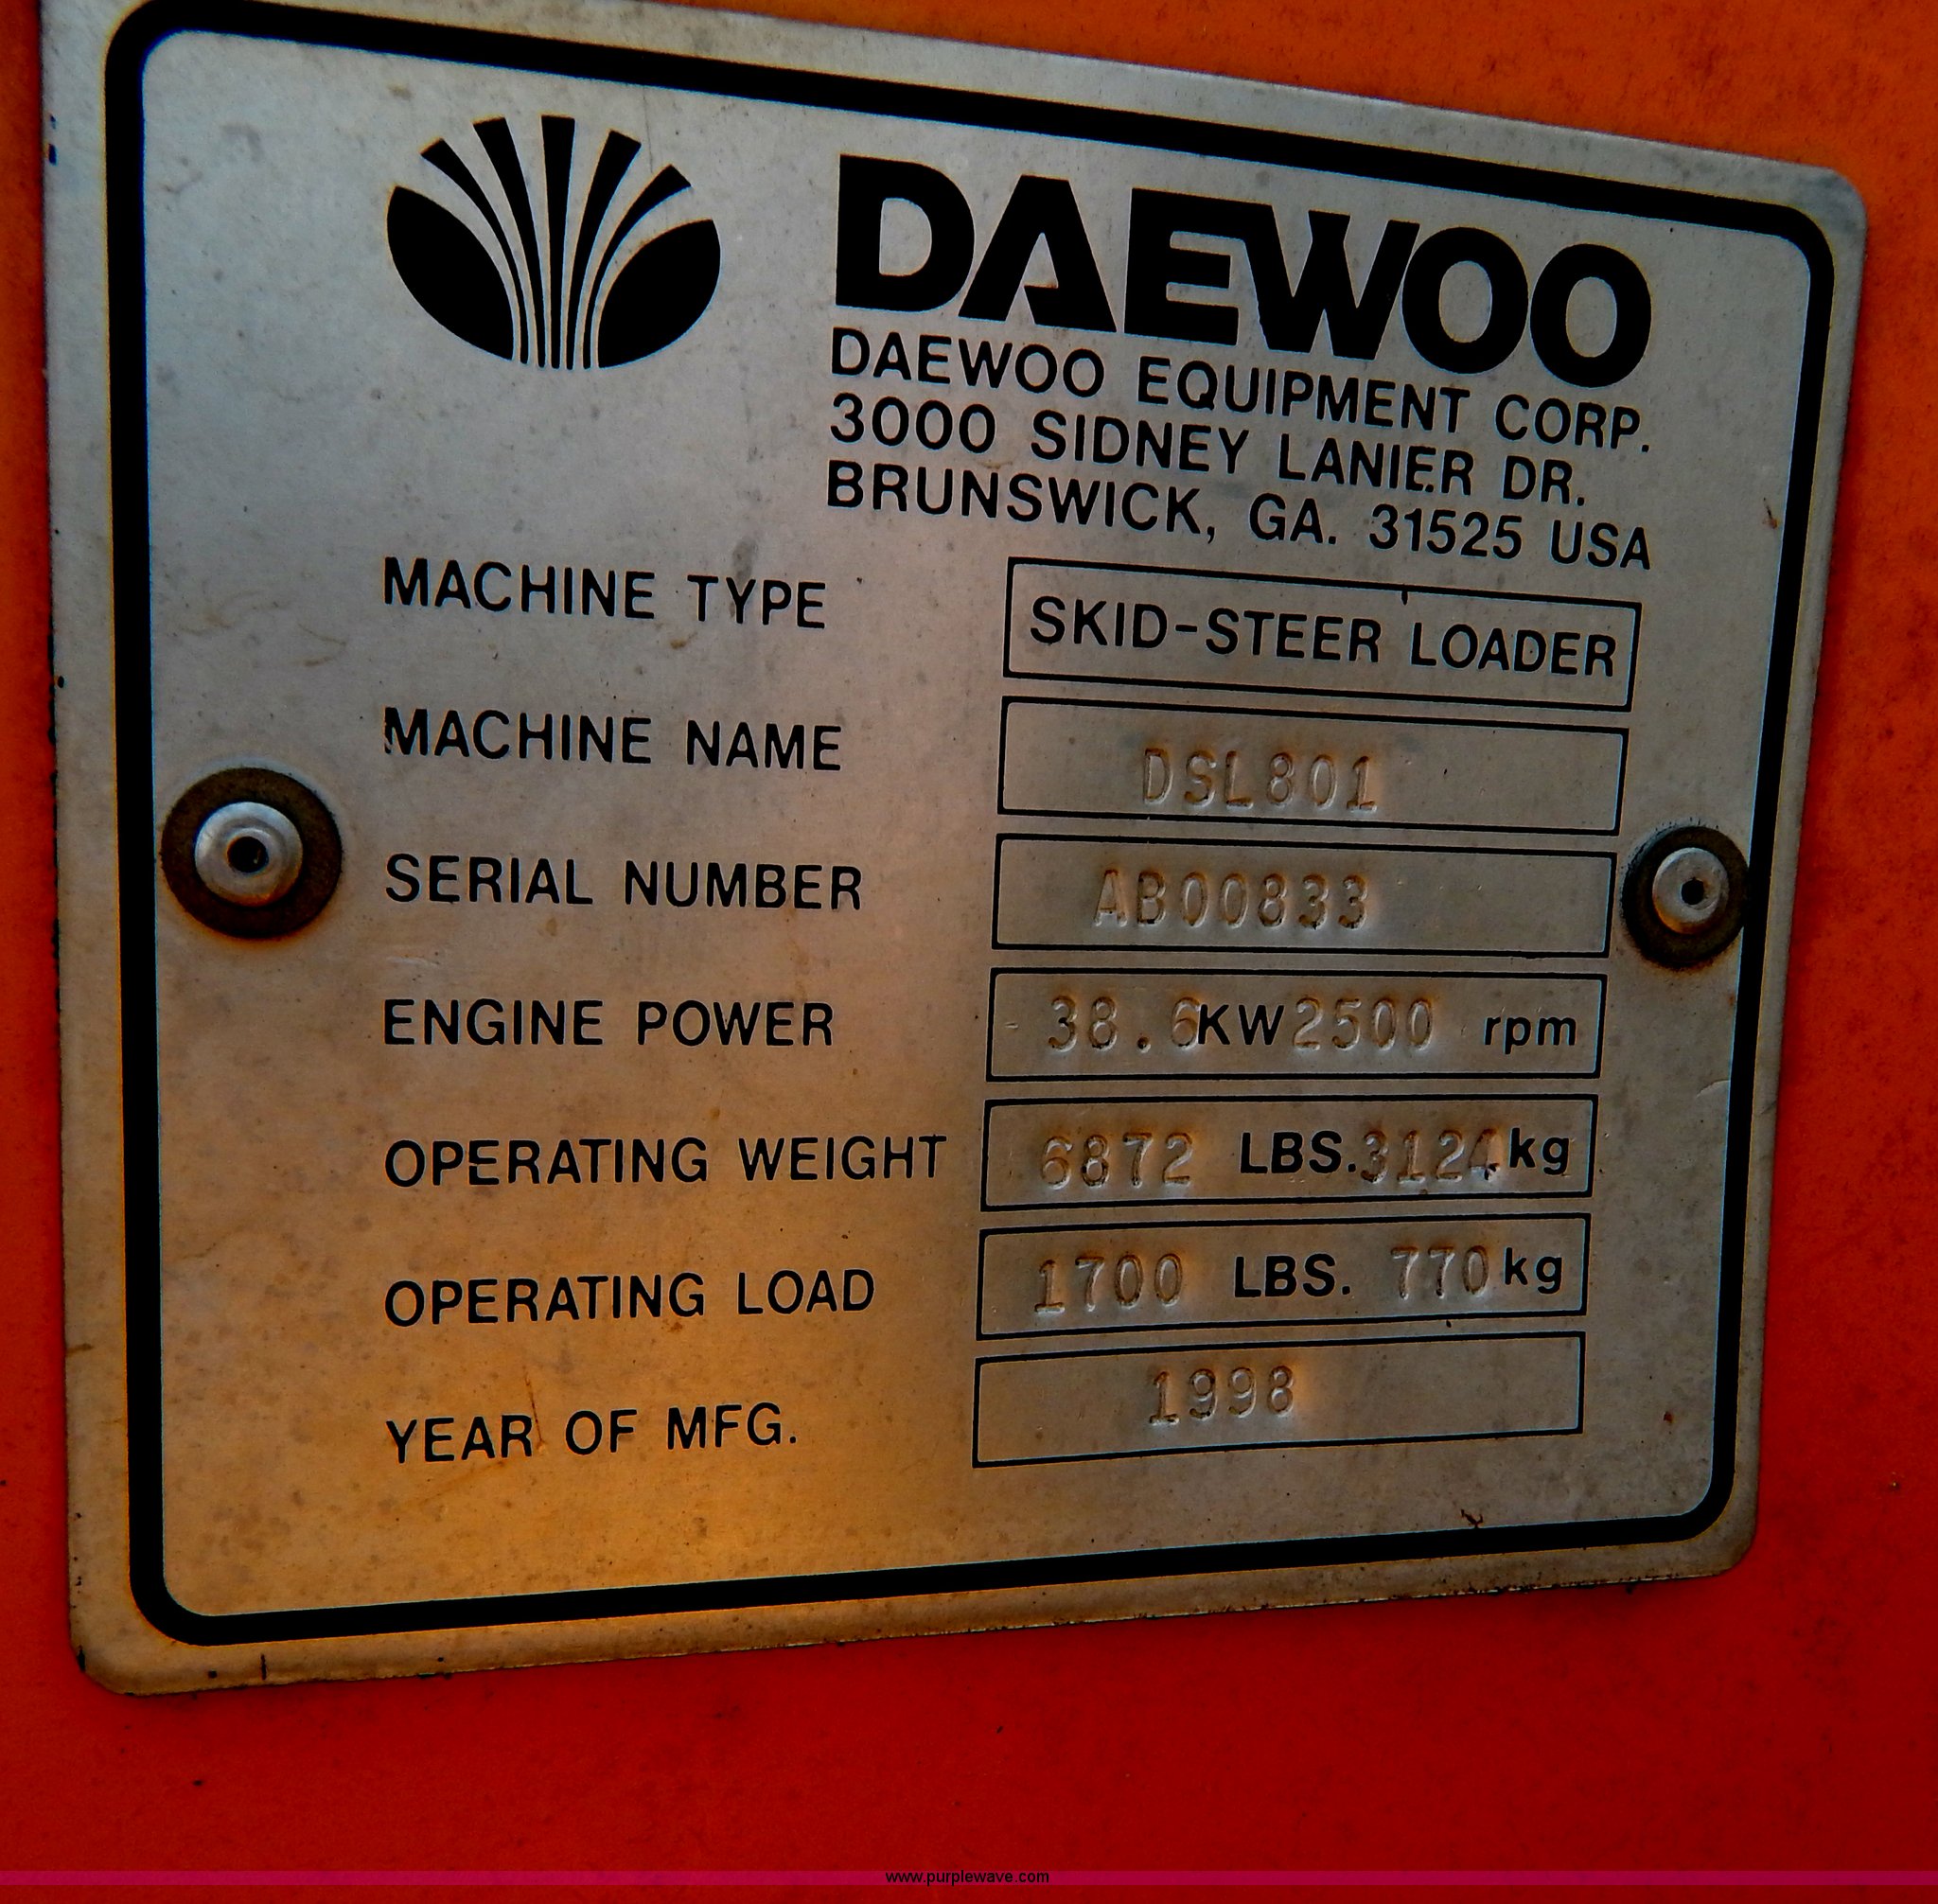 DAEWOO
DAEWOO EQUIPMENT CORP.
3000 SIDNEY LANIER DR.
BRUNSWICK, GA. 31525 USA
MACHINE TYPE SKID-STEER LOADER
MACHINE NAME DSL801
SERIAL NUMBER AB00833
ENGINE POWER 38.6KW2500 rpm
OPERATING WEIGHT 6872 LBS.3124kg
OPERATING LOAD 1700 LBS. 770kg
YEAR OF MFG. 1998
www.purplewave.com